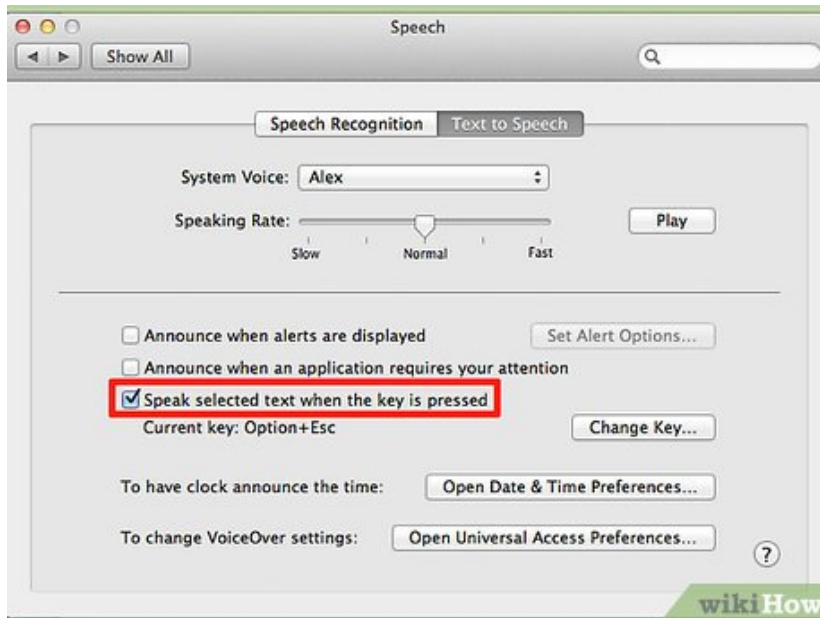 Speech
Show All
Speech Recognition Text to Speech
System Voice: Alex
Speaking Rate: Play
Slow Normal Fast
Announce when alerts are displayed Set Alert Options...
Announce when an application requires your attention
Speak selected text when the key is pressed
Current key: Option+Esc Change Key...
To have clock announce the time: Open Date & Time Preferences...
To change VoiceOver settings: Open Universal Access Preferences...
?
wikiHow